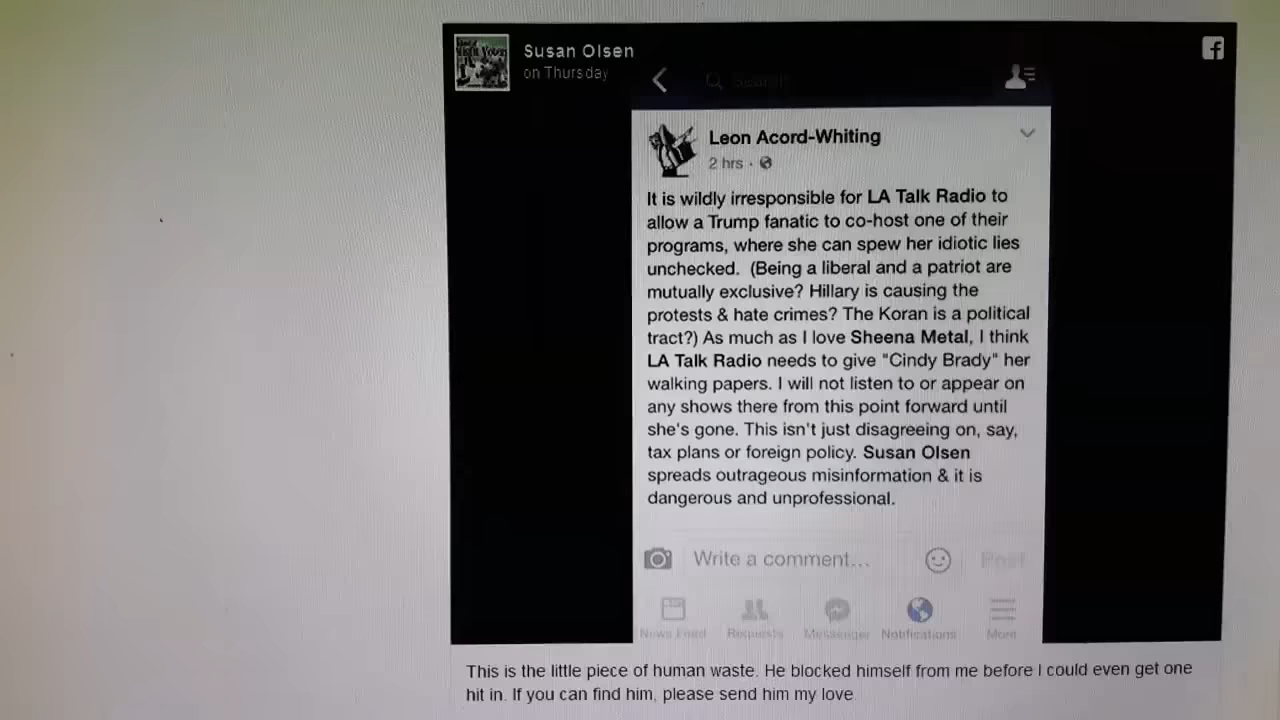 Susan Olsen
on Thursday
Search
Leon Acord-Whiting
2 hrs ·
It is wildly irresponsible for LA Talk Radio to
allow a Trump fanatic to co-host one of their
programs, where she can spew her idiotic lies
unchecked. (Being a liberal and a patriot are
mutually exclusive? Hillary is causing the
protests & hate crimes? The Koran is a political
tract?) As much as I love Sheena Metal, I think
LA Talk Radio needs to give "Cindy Brady" her
walking papers. I will not listen to or appear on
any shows there from this point forward until
she's gone. This isn't just disagreeing on, say,
tax plans or foreign policy. Susan Olsen
spreads outrageous misinformation & it is
dangerous and unprofessional.
Write a comment... Post
News Feed Requests Messenger Notifications More
This is the little piece of human waste. He blocked himself from me before I could even get one
hit in. If you can find him, please send him my love.